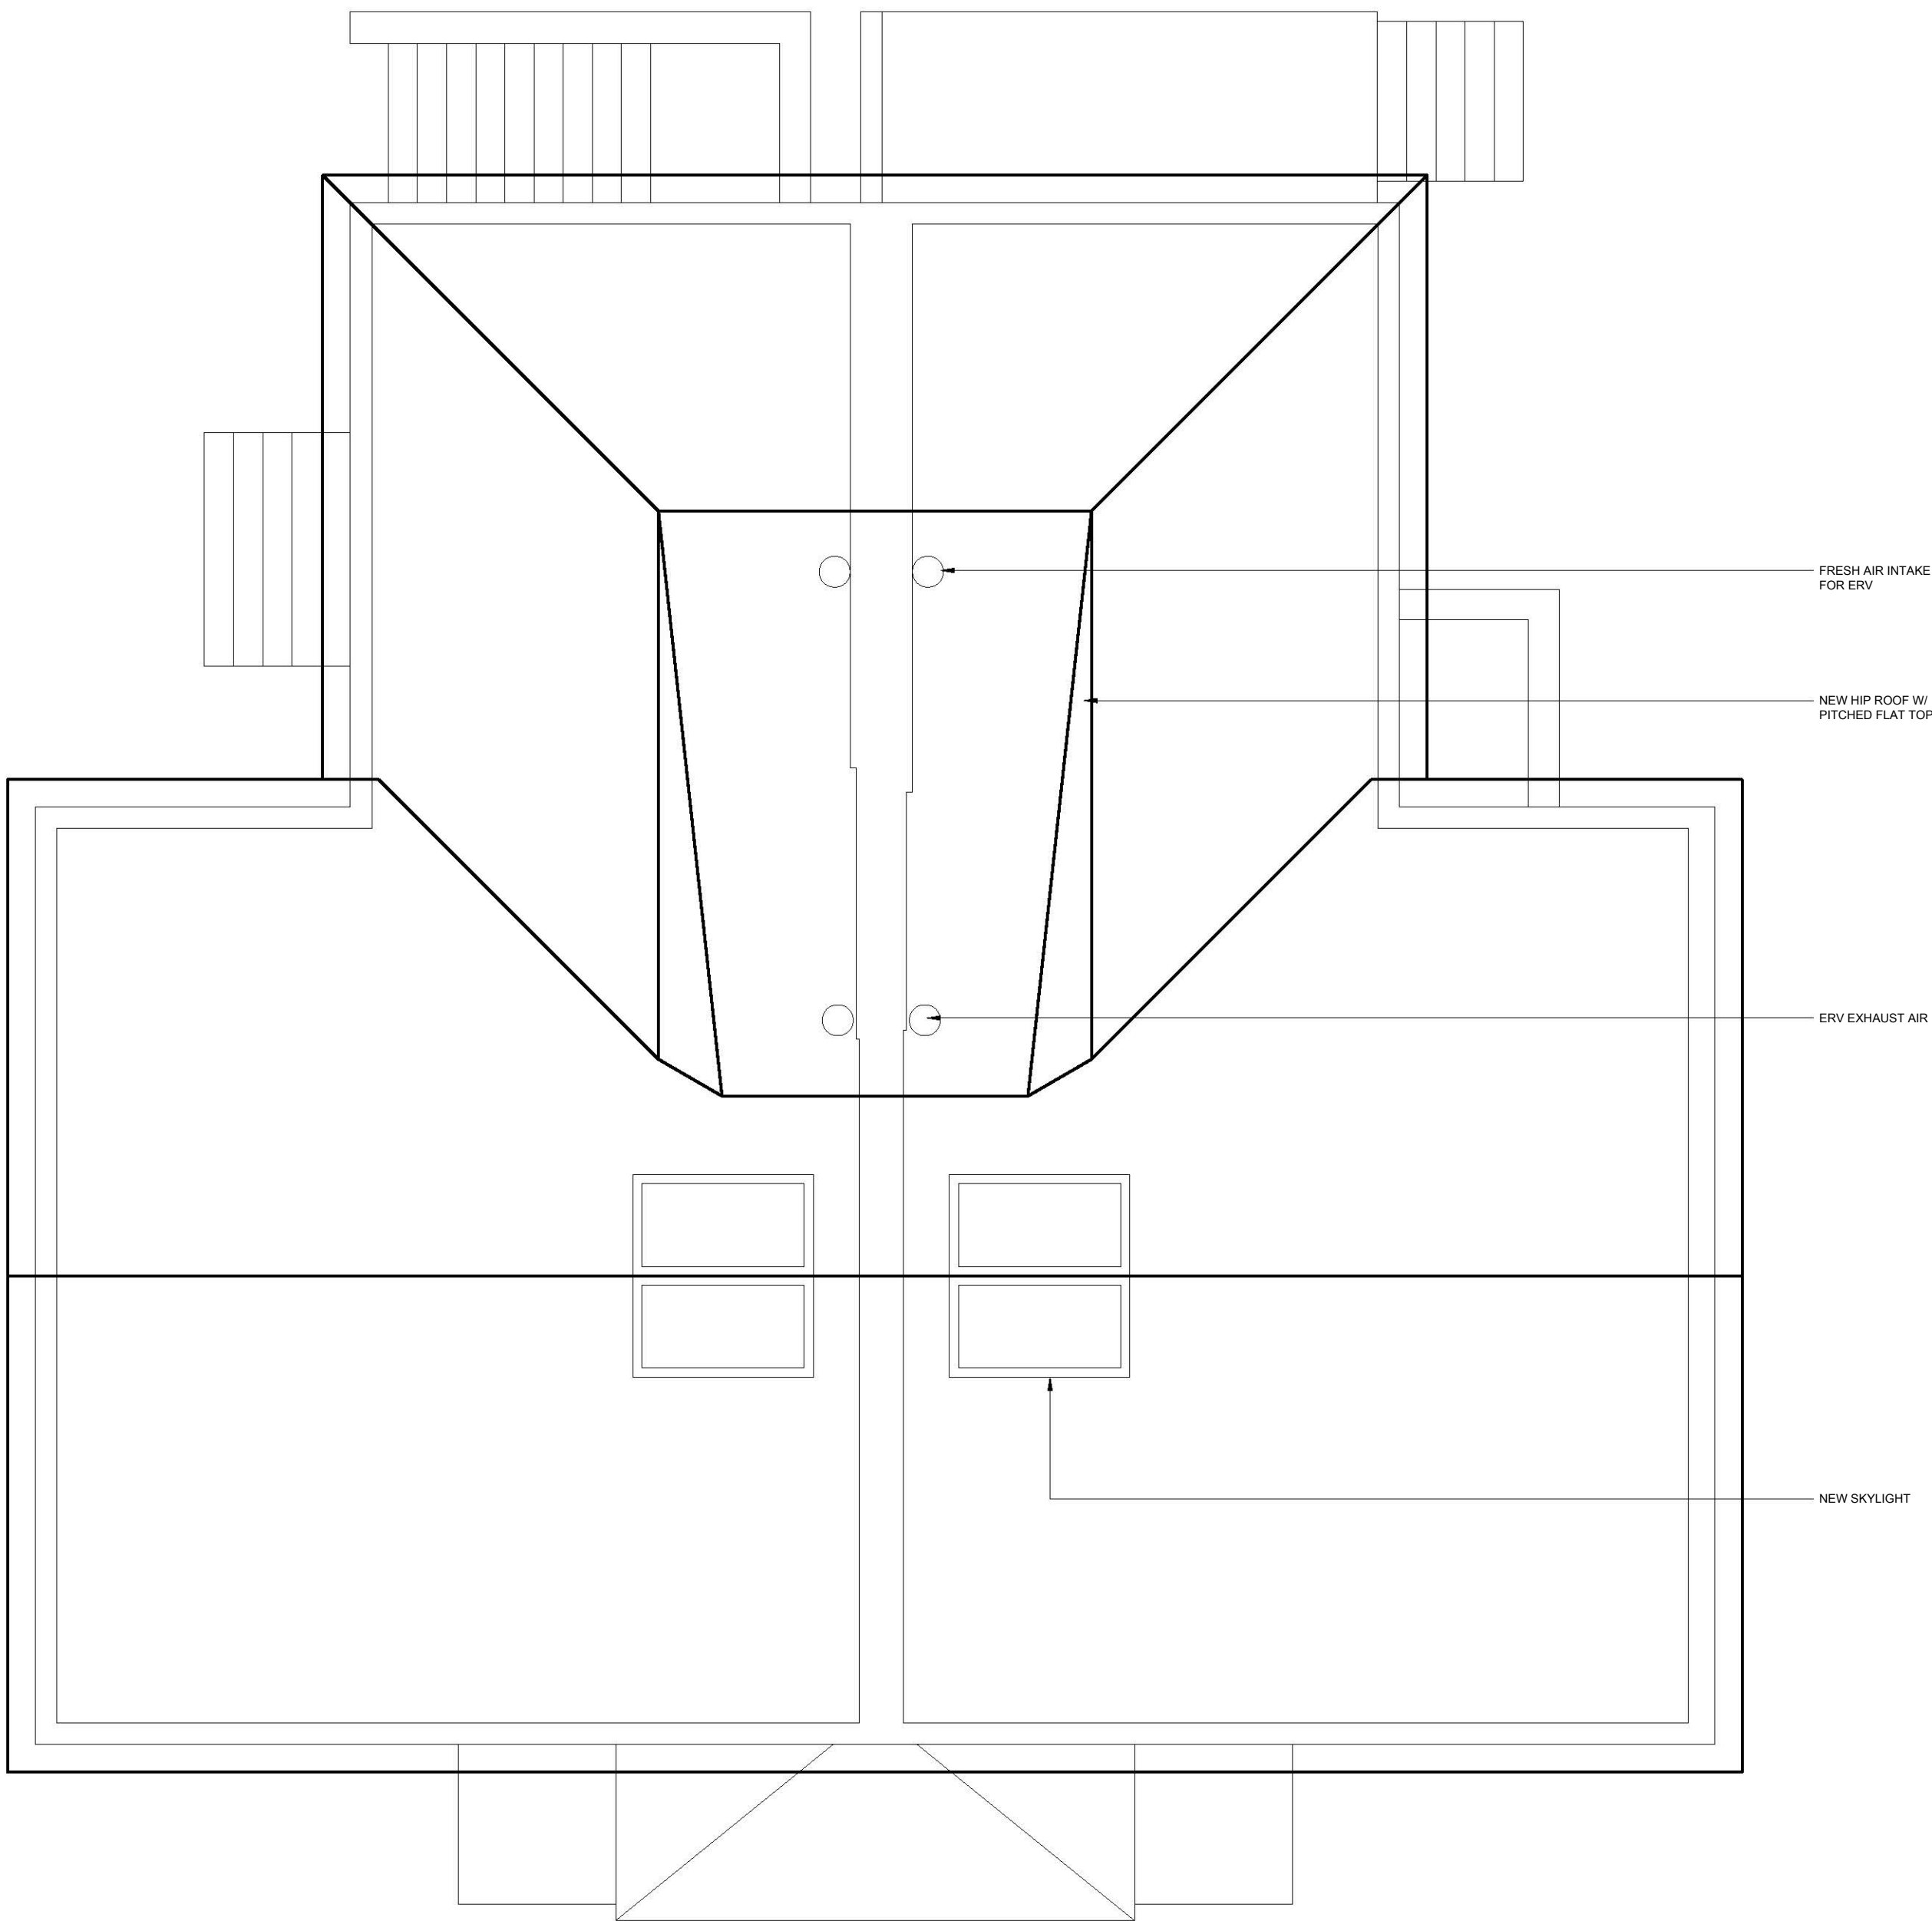 FRESH AIR INTAKE
FOR ERV
NEW HIP ROOF W/
PITCHED FLAT TOP
ERV EXHAUST AIR
NEW SKYLIGHT